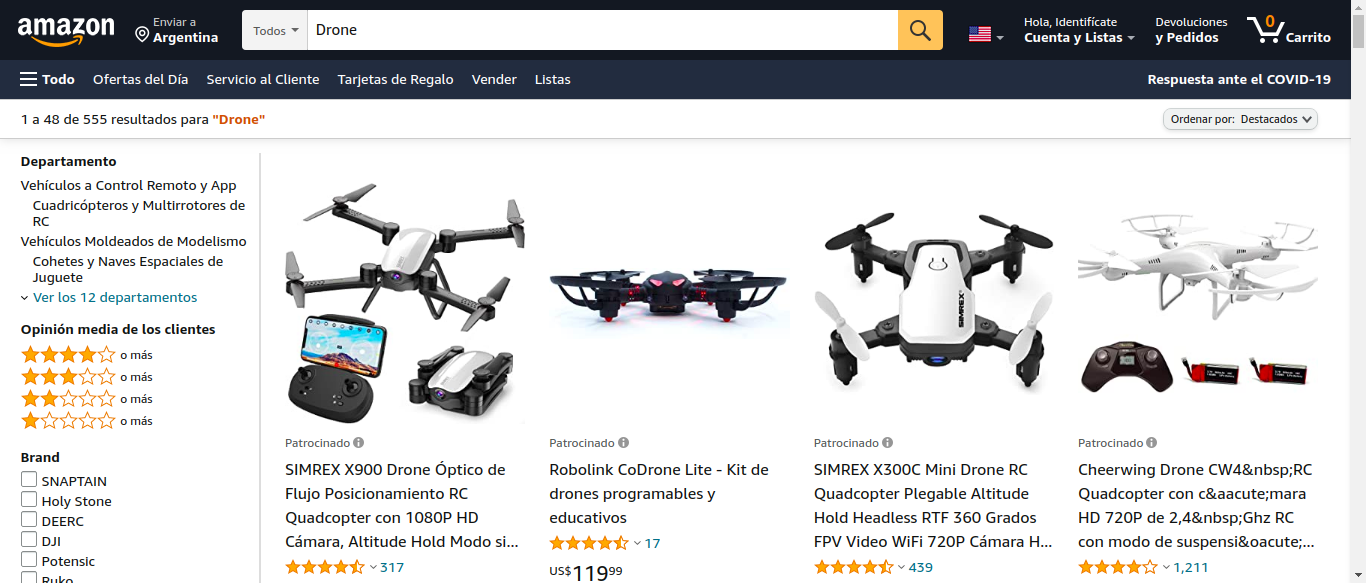 amazon
Enviar a
Argentina
Todos
Drone
Hola, Identifícate
Cuenta y Listas
Devoluciones
y Pedidos
0
Carrito
Todo
Ofertas del Día
Servicio al Cliente
Tarjetas de Regalo
Vender
Listas
Respuesta ante el COVID-19
1 a 48 de 555 resultados para "Drone"
Ordenar por: Destacados
Departamento
Vehículos a Control Remoto y App
Cuadricópteros y Multirrotores de
RC
Vehículos Moldeados de Modelismo
Cohetes y Naves Espaciales de
Juguete
Ver los 12 departamentos
Opinión media de los clientes
o más
o más
o más
o más
Brand
SNAPTAIN
Holy Stone
DEERC
DJI
Potensic
Ruko
Patrocinado
SIMREX X900 Drone Óptico de
Flujo Posicionamiento RC
Quadcopter con 1080P HD
Cámara, Altitude Hold Modo si...
317
Patrocinado
Robolink CoDrone Lite - Kit de
drones programables y
educativos
17
US$11999
SIMREX
Patrocinado
SIMREX X300C Mini Drone RC
Quadcopter Plegable Altitude
Hold Headless RTF 360 Grados
FPV Video WiFi 720P Cámara H...
439
Patrocinado
Cheerwing Drone CW4&nbsp;RC
Quadcopter con c&aacute;mara
HD 720P de 2,4&nbsp;Ghz RC
con modo de suspensi&oacute;...
1,211